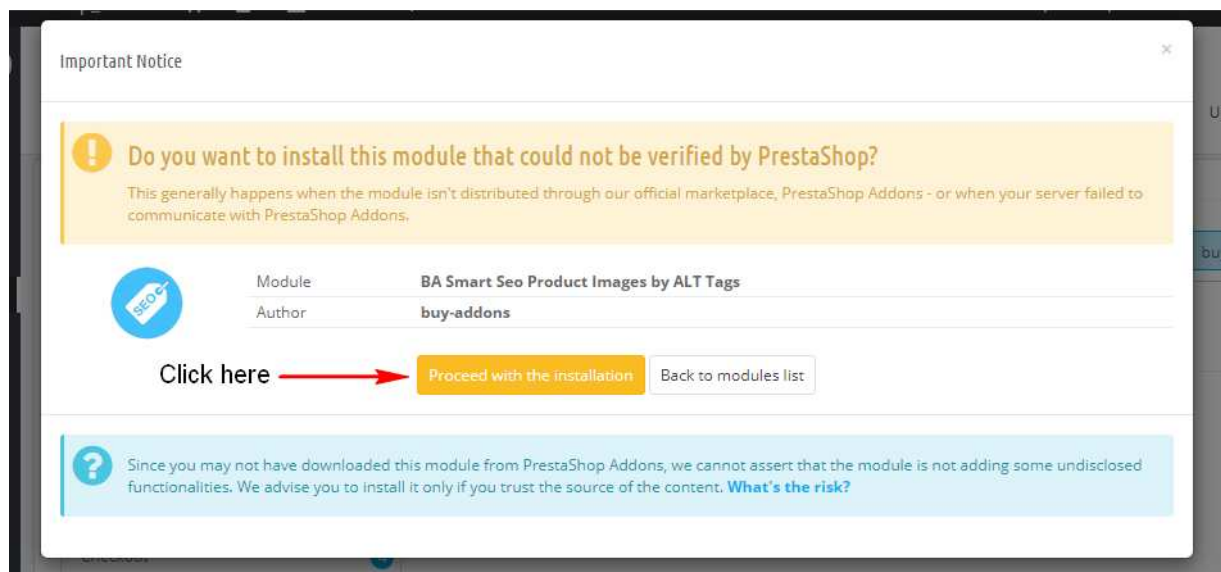 Important Notice
×
Do you want to install this module that could not be verified by PrestaShop?
This generally happens when the module isn't distributed through our official marketplace, PrestaShop Addons - or when your server failed to
communicate with PrestaShop Addons.
SEO
Module BA Smart Seo Product Images by ALT Tags
Author buy-addons
Click here Proceed with the installation Back to modules list
Since you may not have downloaded this module from PrestaShop Addons, we cannot assert that the module is not adding some undisclosed
functionalities. We advise you to install it only if you trust the source of the content. What's the risk?